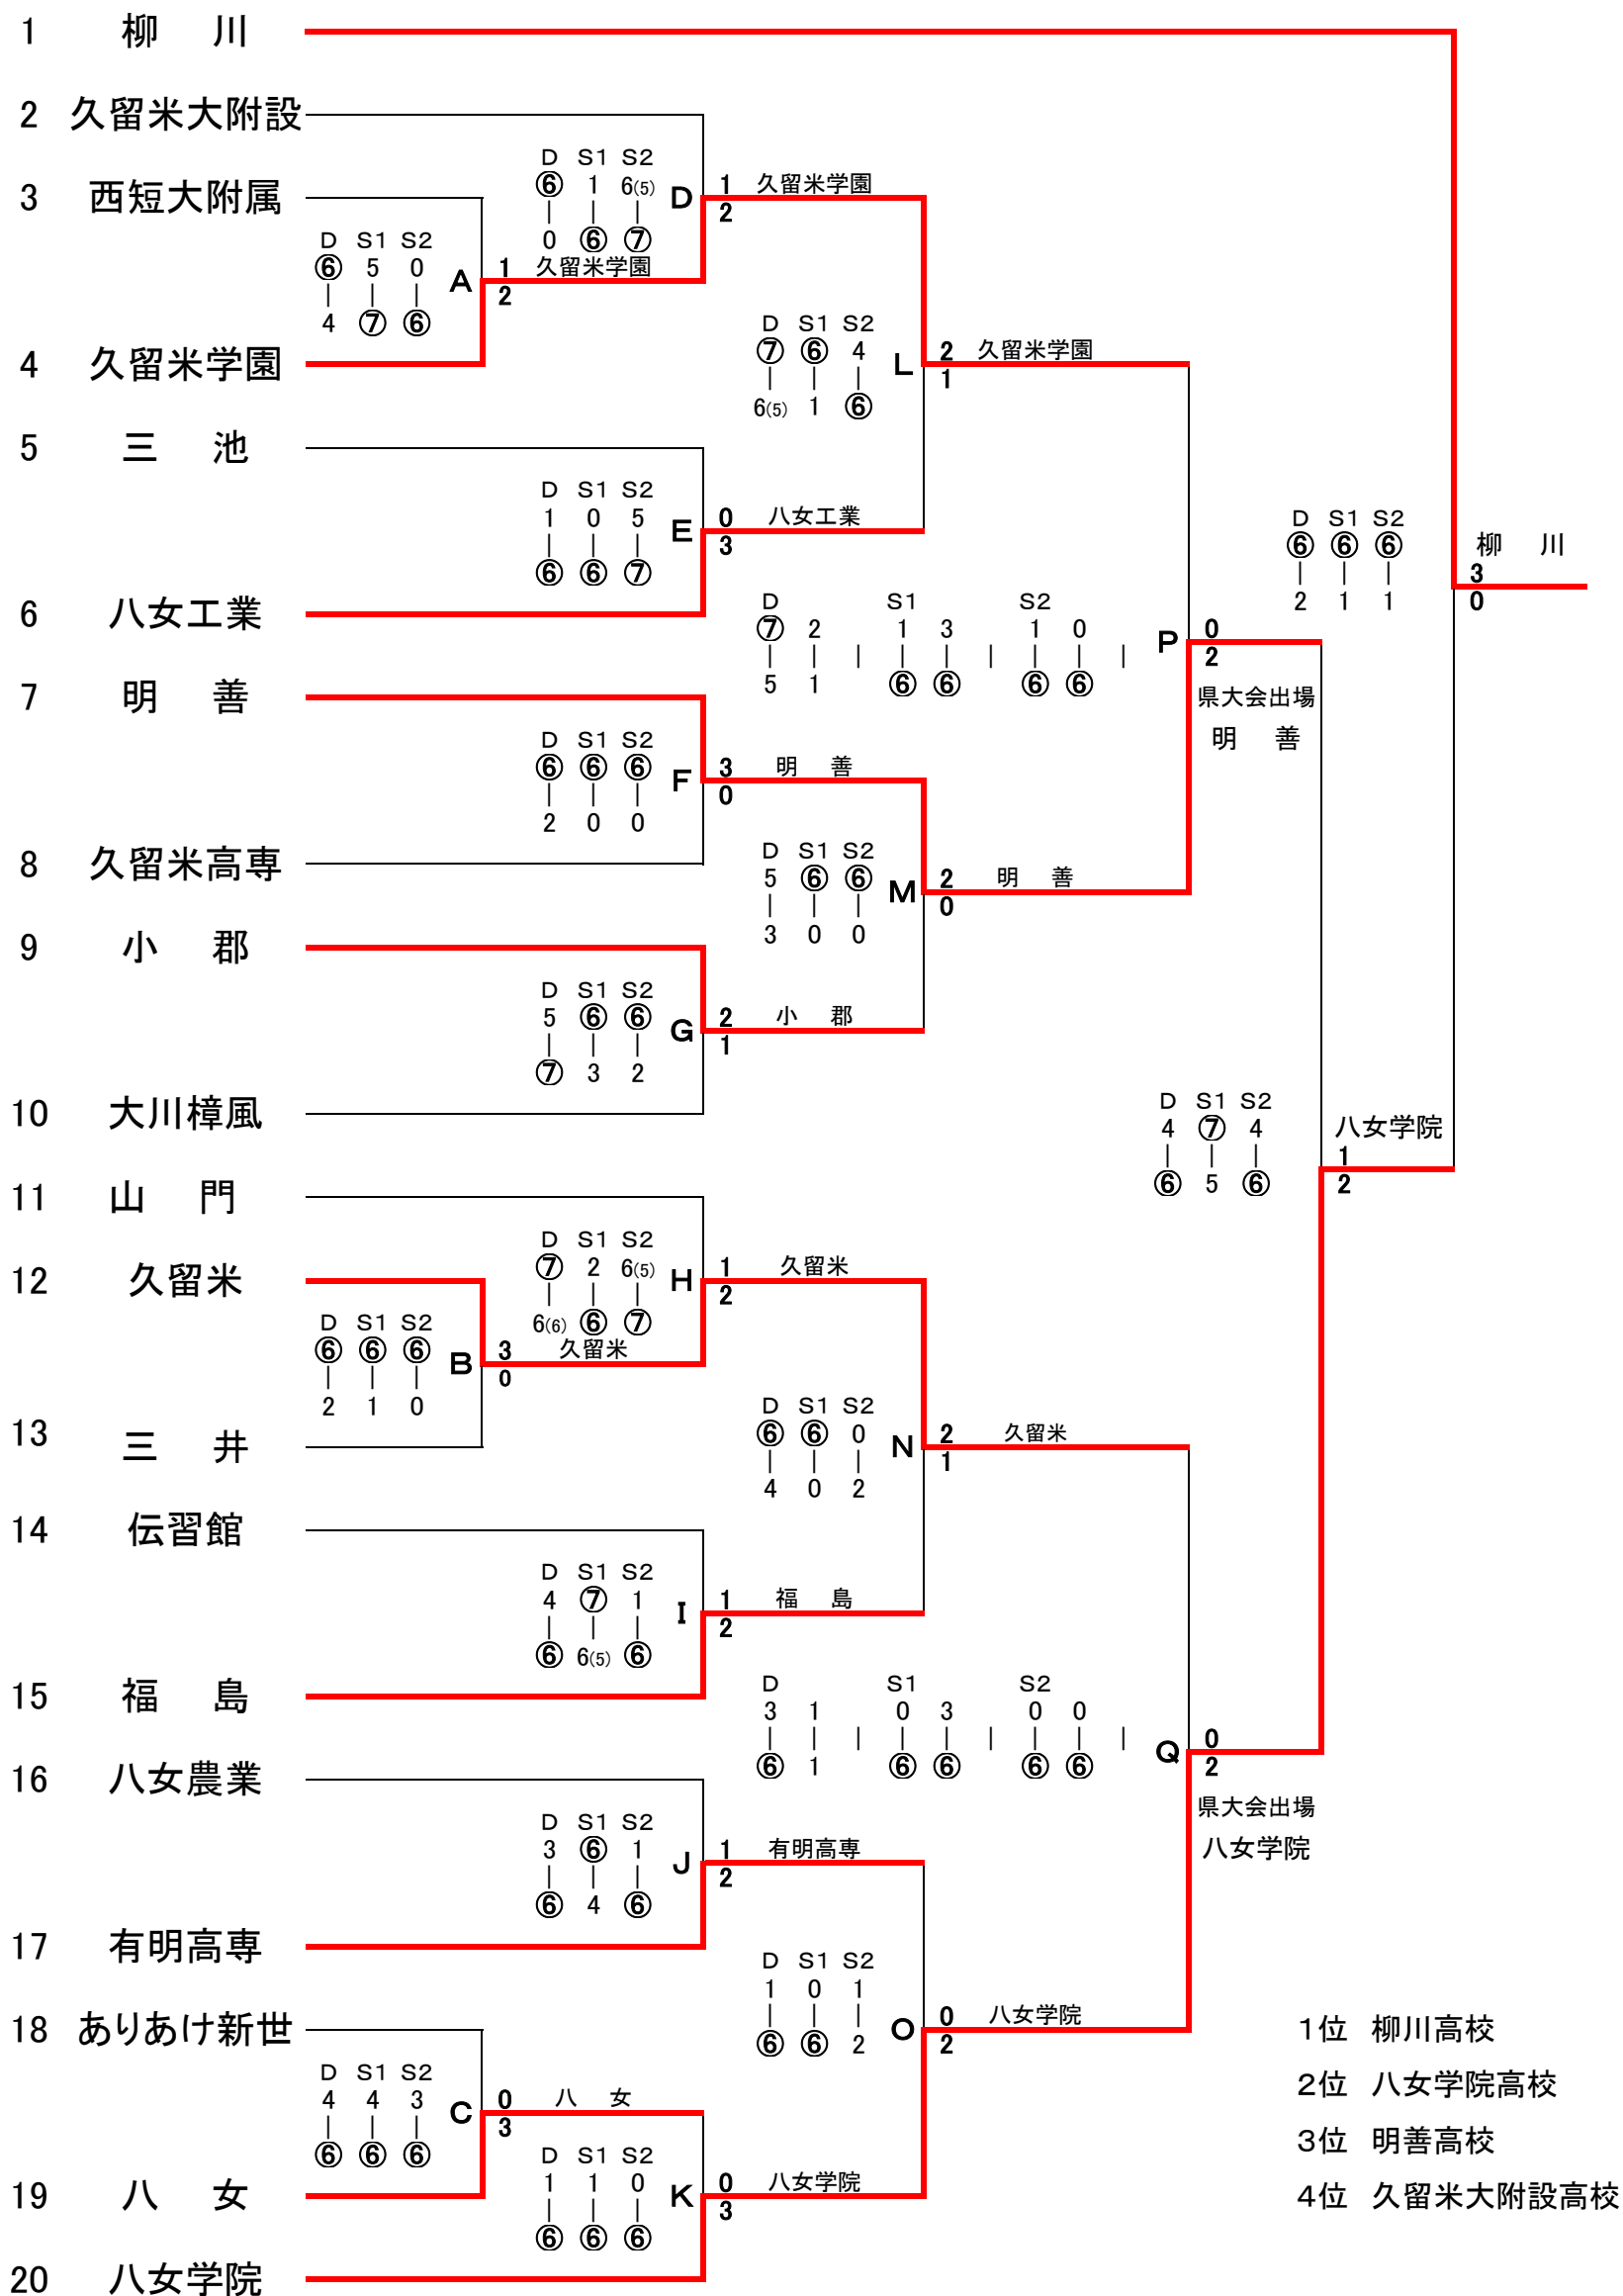 1 柳 川
2 久留米大附設
D S1 S2
⑥ 1 6(5)
D 1 久留米学園
3 西短大附属
2
0 ⑥ ⑦
D S1 S2
⑥ 5 0
A 1 久留米学園
2
4 ⑦ ⑥
D S1 S2
⑦ ⑥ 4
L 2 久留米学園
1
4 久留米学園
6(5) 1 ⑥
5 三 池
D S1 S2
1 0 5
E 0 八女工業
3
⑥ ⑥ ⑦
D S1 S2
⑥ ⑥ ⑥
柳 川
3
0
2 1 1
6 八女工業
D S1 S2
⑦ 2 1 3 1 0
P 0
2
5 1 ⑥ ⑥ ⑥ ⑥
県大会出場
明 善
7 明 善
D S1 S2
⑥ ⑥ ⑥
F 3 明 善
0
2 0 0
8 久留米高専
D S1 S2
5 ⑥ ⑥
M 2 明 善
0
3 0 0
9 小 郡
D S1 S2
5 ⑥ ⑥
G 2 小 郡
1
⑦ 3 2
10 大川樟風
D S1 S2
4 ⑦ 4
八女学院
1
2
⑥ 5 ⑥
11 山 門
D S1 S2
⑦ 2 6(5)
H 1 久留米
2
6(6) ⑥ ⑦
12 久留米
D S1 S2
⑥ ⑥ ⑥
B 3 久留米
0
2 1 0
13 三 井
D S1 S2
⑥ ⑥ 0
N 2 久留米
1
4 0 2
14 伝習館
D S1 S2
4 ⑦ 1
I 1 福 島
2
⑥ 6(5) ⑥
15 福 島
D S1 S2
3 1 0 3 0 0
Q 0
2
⑥ 1 ⑥ ⑥ ⑥ ⑥
県大会出場
八女学院
16 八女農業
D S1 S2
3 ⑥ 1
J 1 有明高専
2
⑥ 4 ⑥
17 有明高専
D S1 S2
1 0 1
O 0 八女学院
2
⑥ ⑥ 2
18 ありあけ新世
D S1 S2
4 4 3
C 0 八 女
3
⑥ ⑥ ⑥
19 八 女
D S1 S2
1 1 0
K 0 八女学院
3
⑥ ⑥ ⑥
20 八女学院
1位 柳川高校
2位 八女学院高校
3位 明善高校
4位 久留米大附設高校